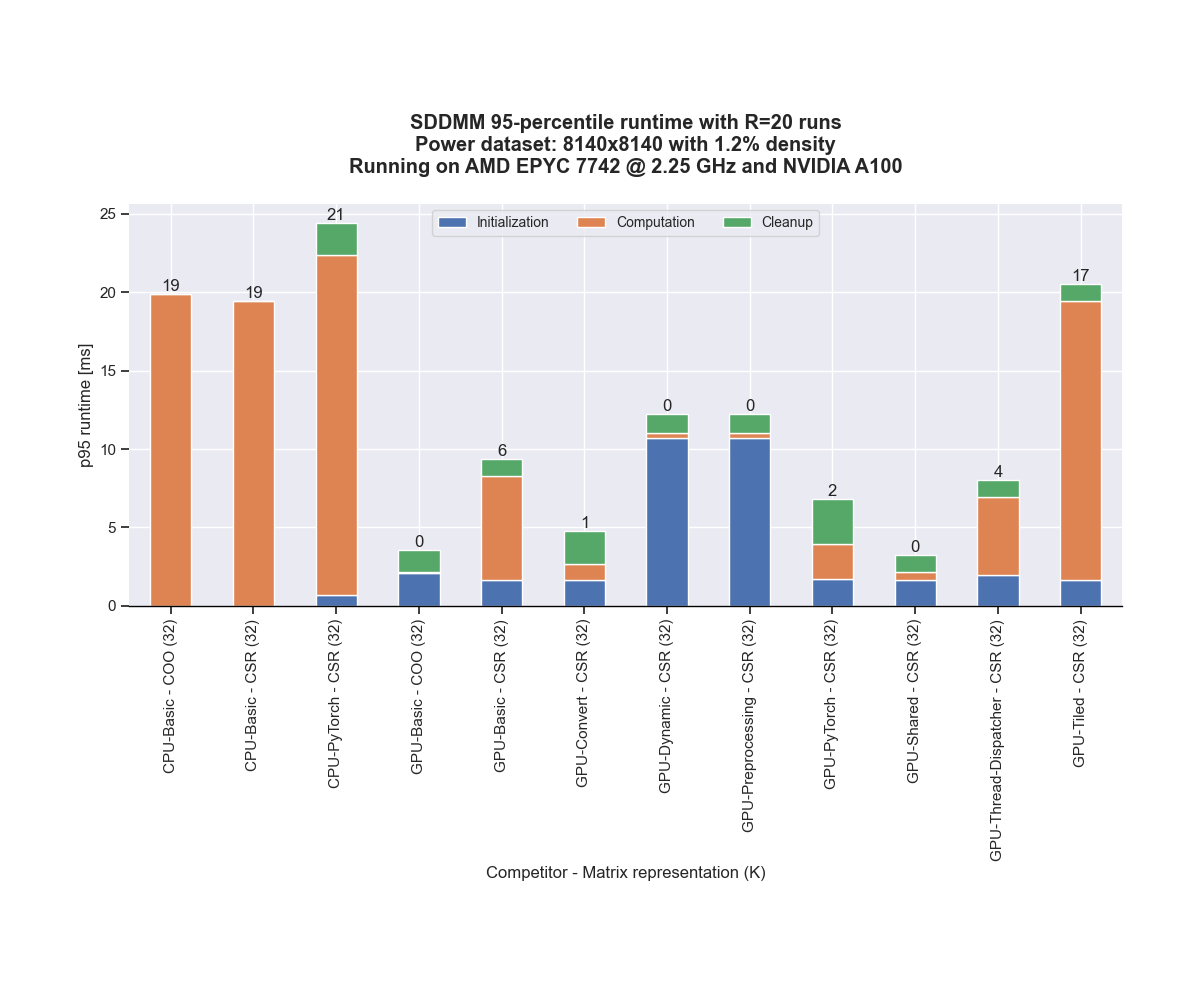 SDDMM 95-percentile runtime with R=20 runs
Power dataset: 8140x8140 with 1.2% density
Running on AMD EPYC 7742 @ 2.25 GHz and NVIDIA A100
Initialization
Computation
Cleanup
p95 runtime [ms]
25
20
15
10
5
0
19
19
21
0
6
1
0
0
2
0
4
17
CPU-Basic - COO (32)
CPU-Basic - CSR (32)
CPU-PyTorch - CSR (32)
GPU-Basic - COO (32)
GPU-Basic - CSR (32)
GPU-Convert - CSR (32)
GPU-Dynamic - CSR (32)
GPU-Preprocessing - CSR (32)
GPU-PyTorch - CSR (32)
GPU-Shared - CSR (32)
GPU-Thread-Dispatcher - CSR (32)
GPU-Tiled - CSR (32)
Competitor - Matrix representation (K)